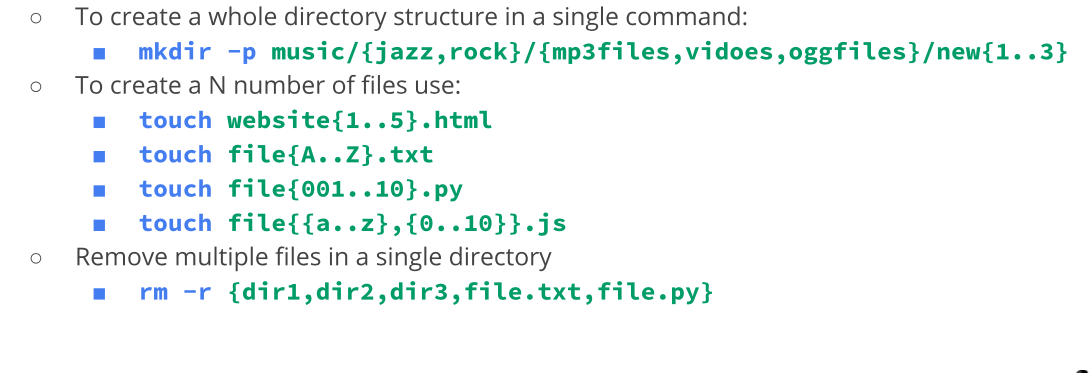 ○ To create a whole directory structure in a single command:
■ mkdir -p music/{jazz,rock}/{mp3files,vidoes,oggfiles}/new{1..3}
○ To create a N number of files use:
■ touch website{1..5}.html
■ touch file{A..Z}.txt
■ touch file{001..10}.py
■ touch file{{a..z},{0..10}}.js
○ Remove multiple files in a single directory
■ rm -r {dir1,dir2,dir3,file.txt,file.py}